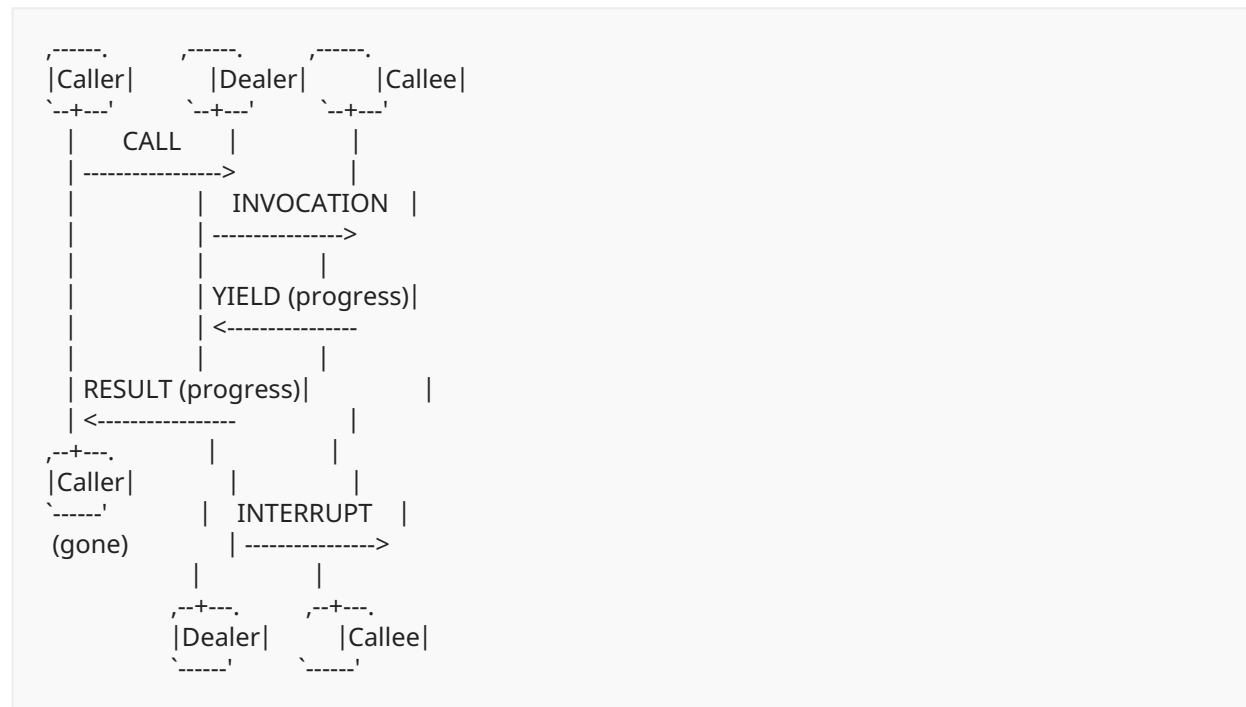 ,------.      ,------.      ,------.
|Caller|      |Dealer|      |Callee|
`--+---'      `--+---'      `--+---'
|   CALL   |   |
| ----------------->   |
|   | INVOCATION |
|   | ---------------->
|   |   |
|   | YIELD (progress)|
|   | <----------------
|   |   |
| RESULT (progress)|   |
| <-----------------   |
,--+---.   |   |
|Caller|   |   |
`------'   | INTERRUPT |
(gone)   | ---------------->
|   |
,--+---.   ,--+---.
|Dealer|   |Callee|
`------'   `------'